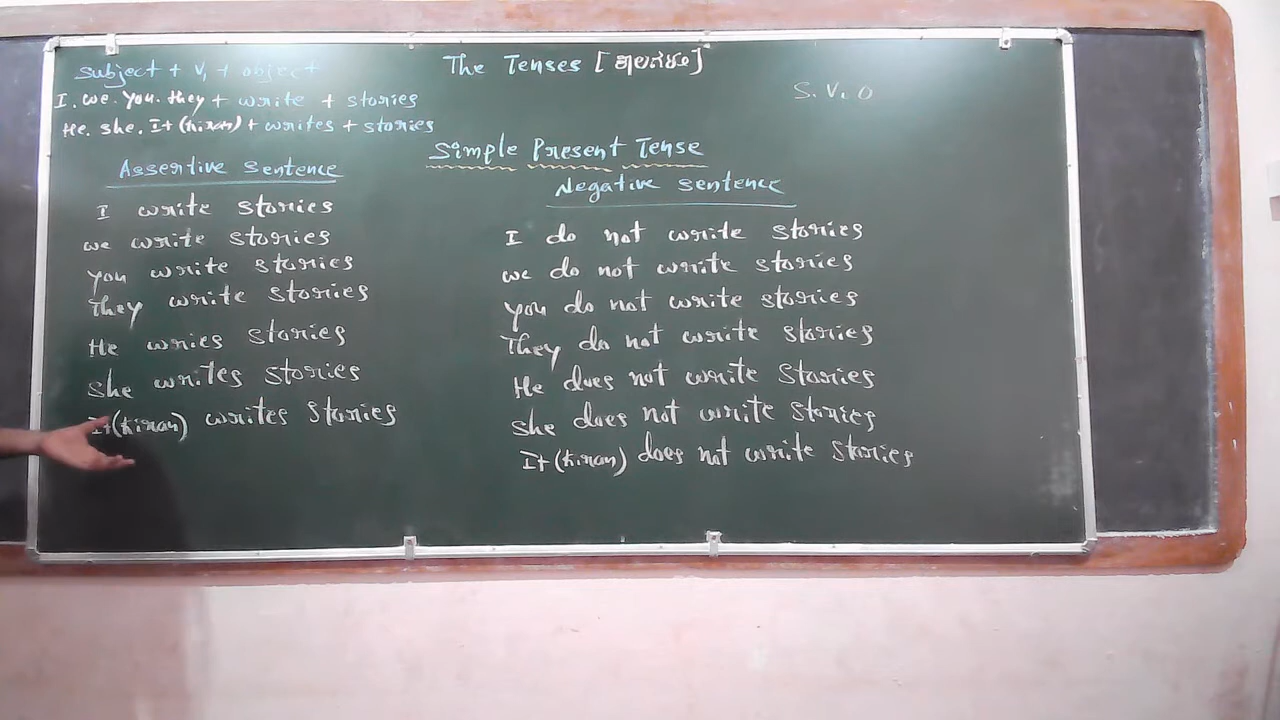 The Tenses [ಕಾಲಗಳು]
Subject + V1 + object
I. we. you. they + write + stories
He. she. It (kiran) + writes + stories
S. V. O
Simple Present Tense
Assertive Sentence
I write stories
we write stories
you write stories
They write stories
He wries stories
She writes stories
It (kiran) writes stories
Negative sentence
I do not write stories
we do not write stories
you do not write stories
They do not write stories
He does not write stories
She does not write stories
It (kiran) does not write stories